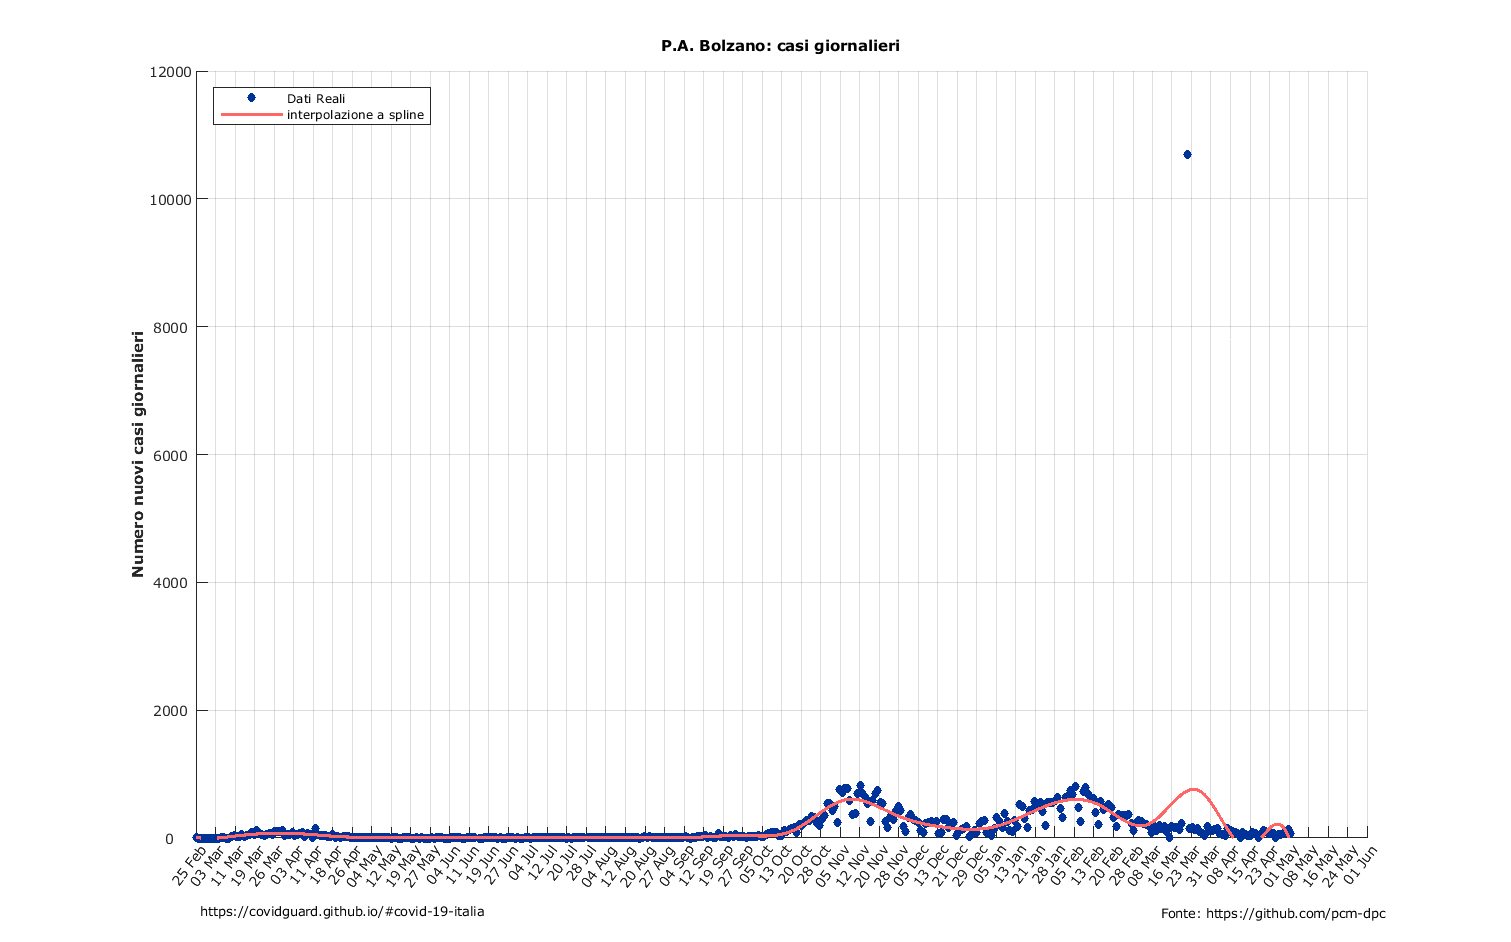 P.A. Bolzano: casi giornalieri
Dati Reali
interpolazione a spline
Numero nuovi casi giornalieri
12000
10000
8000
6000
4000
2000
0
25 Feb
03 Mar
11 Mar
19 Mar
26 Mar
03 Apr
11 Apr
18 Apr
26 Apr
04 May
12 May
19 May
27 May
04 Jun
11 Jun
19 Jun
27 Jun
04 Jul
12 Jul
20 Jul
28 Jul
04 Aug
12 Aug
20 Aug
27 Aug
04 Sep
12 Sep
19 Sep
27 Sep
05 Oct
13 Oct
20 Oct
28 Oct
05 Nov
12 Nov
20 Nov
28 Nov
05 Dec
13 Dec
21 Dec
29 Dec
05 Jan
13 Jan
21 Jan
28 Jan
05 Feb
13 Feb
20 Feb
28 Feb
08 Mar
16 Mar
23 Mar
31 Mar
08 Apr
15 Apr
23 Apr
01 May
08 May
16 May
24 May
01 Jun
https://covidguard.github.io/#covid-19-italia
Fonte: https://github.com/pcm-dpc